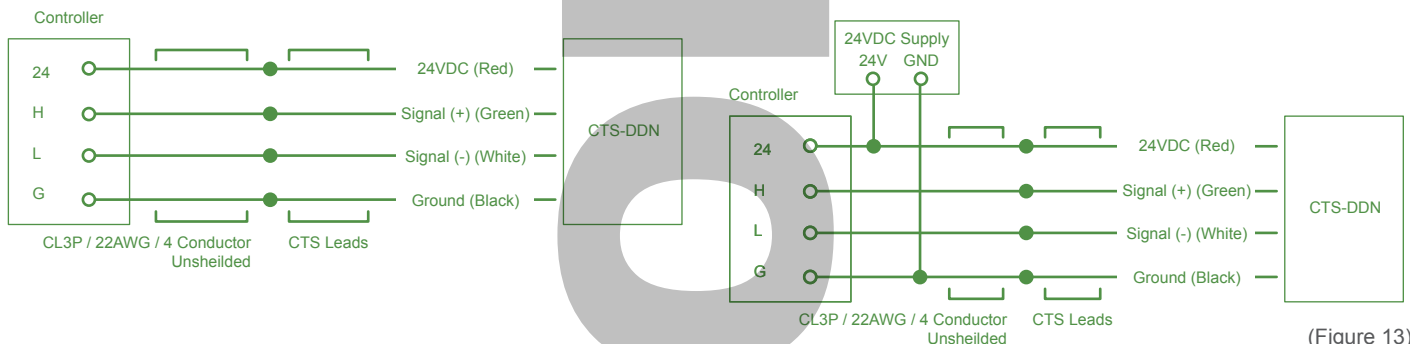 Controller
24
H
L
G
24VDC (Red)
Signal (+) (Green)
Signal (-) (White)
Ground (Black)
CTS-DDN
CL3P / 22AWG / 4 Conductor
Unsheilded
CTS Leads
24VDC Supply
24V GND
Controller
24
H
L
G
24VDC (Red)
Signal (+) (Green)
Signal (-) (White)
Ground (Black)
CTS-DDN
CL3P / 22AWG / 4 Conductor
Unsheilded
CTS Leads
(Figure 13)